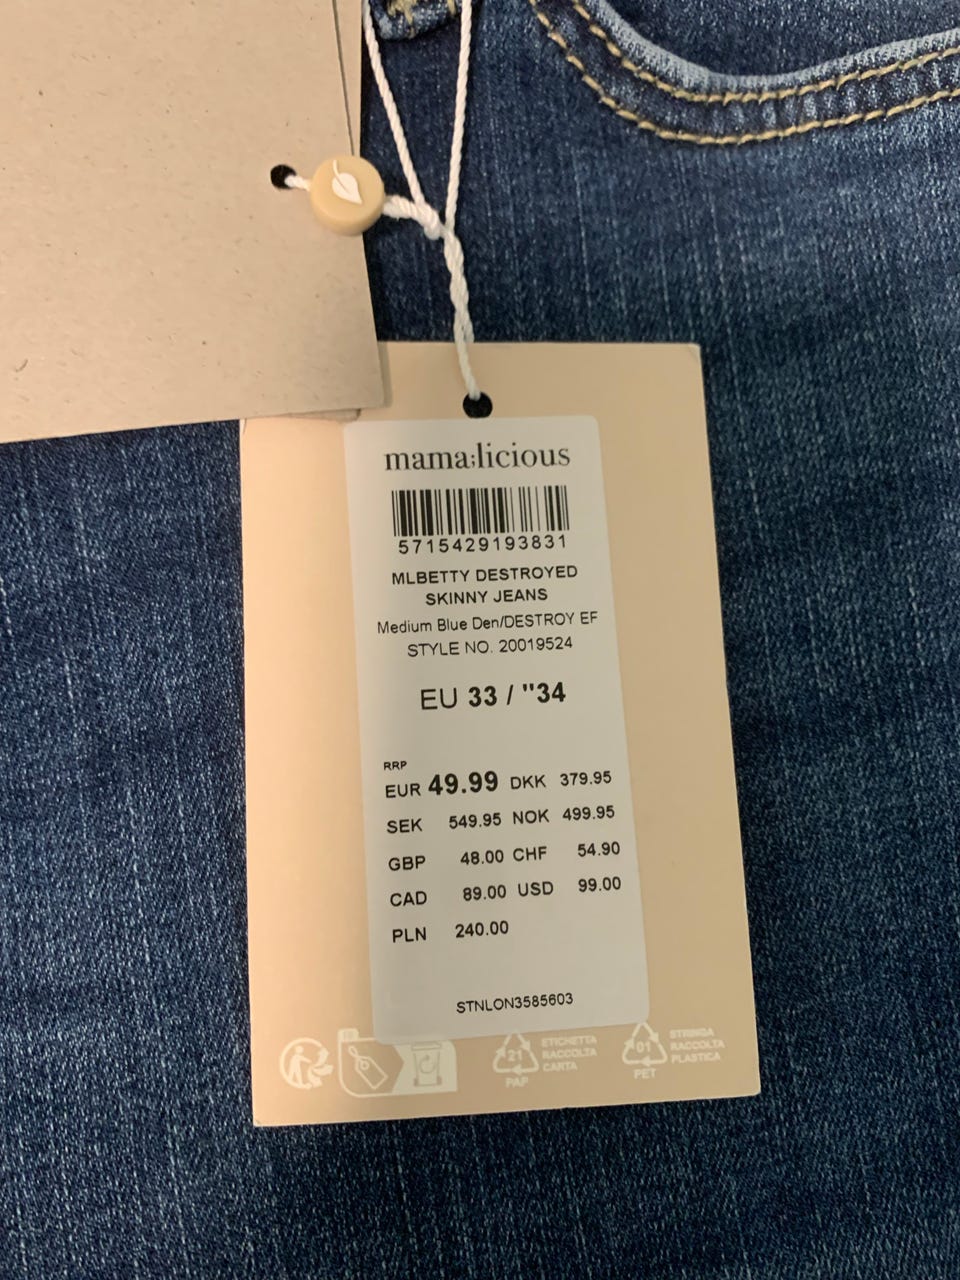 mama;licious
5715429193831
MLBETTY DESTROYED
SKINNY JEANS
Medium Blue Den/DESTROY EF
STYLE NO. 20019524
EU 33 / "34
RRP
EUR 49.99 DKK 379.95
SEK 549.95 NOK 499.95
GBP 48.00 CHF 54.90
CAD 89.00 USD 99.00
PLN 240.00
STNLON3585603
21
PAP
ETICHETTA
RACCOLTA
CARTA
01
PET
STRINGA
RACCOLTA
PLASTICA